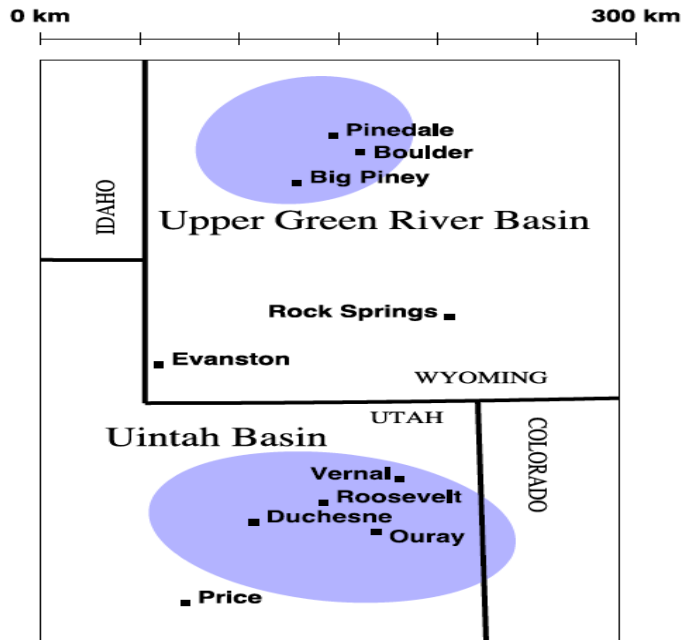 0 km
300 km
Pinedale
Boulder
Big Piney
IDAHO
Upper Green River Basin
Rock Springs
Evanston
WYOMING
UTAH
COLORADO
Uintah Basin
Vernal
Roosevelt
Duchesne
Ouray
Price